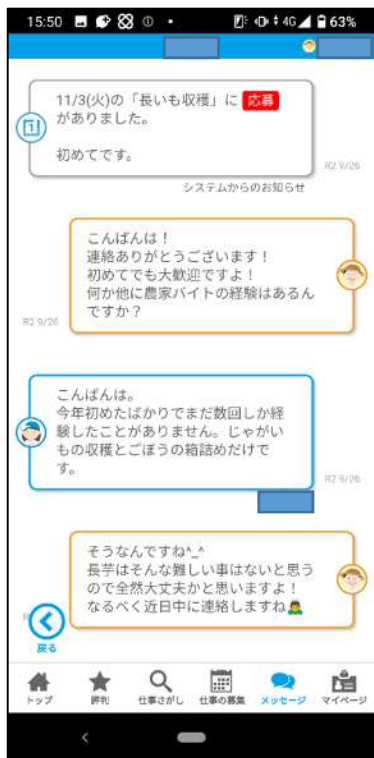 15:50
4G 63%
11/3(火)の「長いも収穫」に 応募
がありました。
初めてです。
R2 9/26
システムからのお知らせ
こんばんは！
連絡ありがとうございます！
初めてでも大歓迎ですよ！
何か他に農家バイトの経験はあるん
ですか？
R2 9/26
こんばんは。
今年初めたばかりでまだ数回しか経
験したことがありません。じゃがい
もの収穫とごぼうの箱詰めだけで
す。
R2 9/26
そうなんですね^_^
長芋はそんな難しい事はないと思う
ので全然大丈夫かと思いますよ！
なるべく近日中に連絡しますね🙇
戻る
トップ 評判 仕事さがし 仕事の募集 メッセージ マイページ